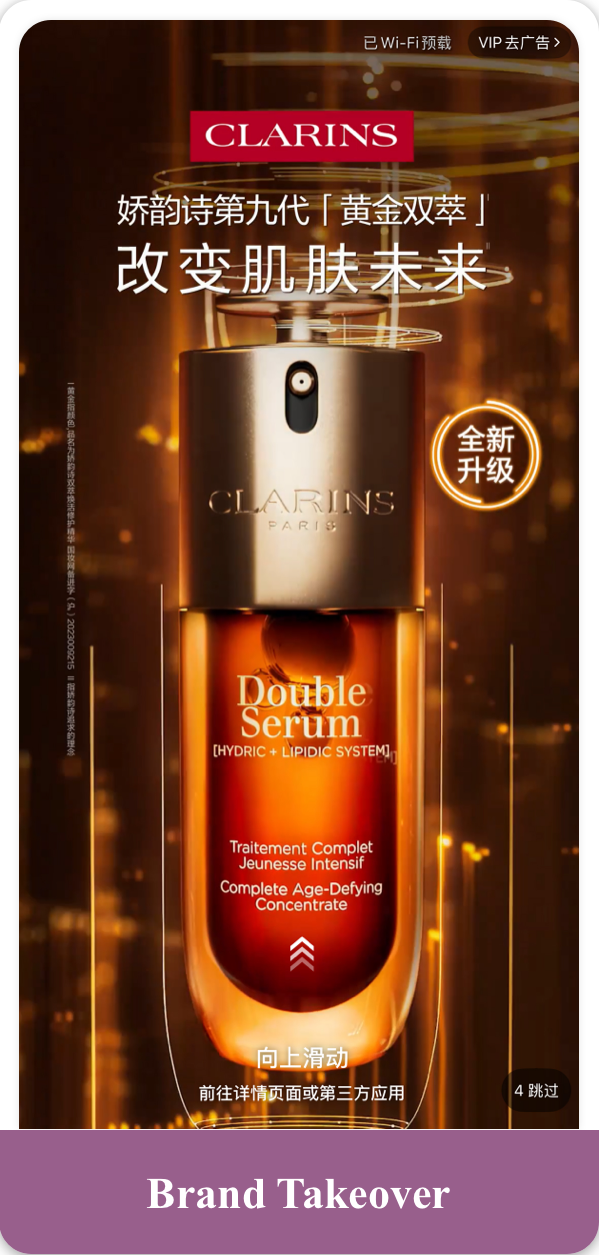 已Wi-Fi预载
VIP去广告
CLARINS
娇韵诗第九代「黄金双萃」
改变肌肤未来
全新
升级
CLARINS
PARIS
Double
Serum
[HYDRIC + LIPIDIC SYSTEM]
Traitement Complet
Jeunesse Intensif
Complete Age-Defying
Concentrate
向上滑动
前往详情页面或第三方应用
4 跳过
Brand Takeover